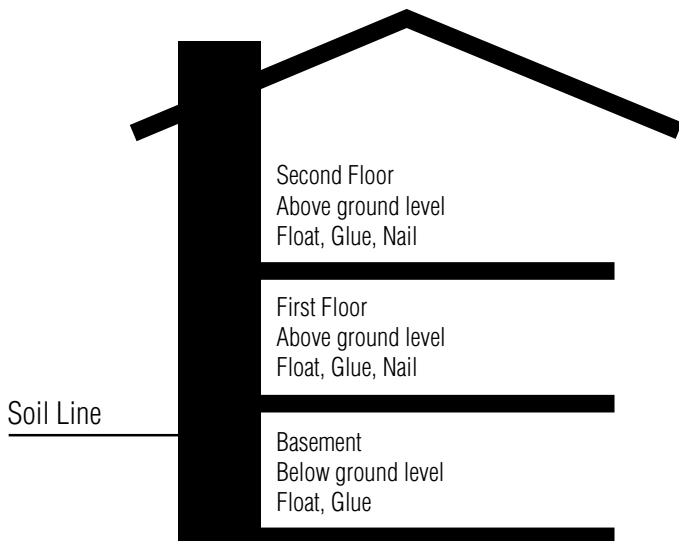 Second Floor
Above ground level
Float, Glue, Nail
First Floor
Above ground level
Float, Glue, Nail
Soil Line
Basement
Below ground level
Float, Glue